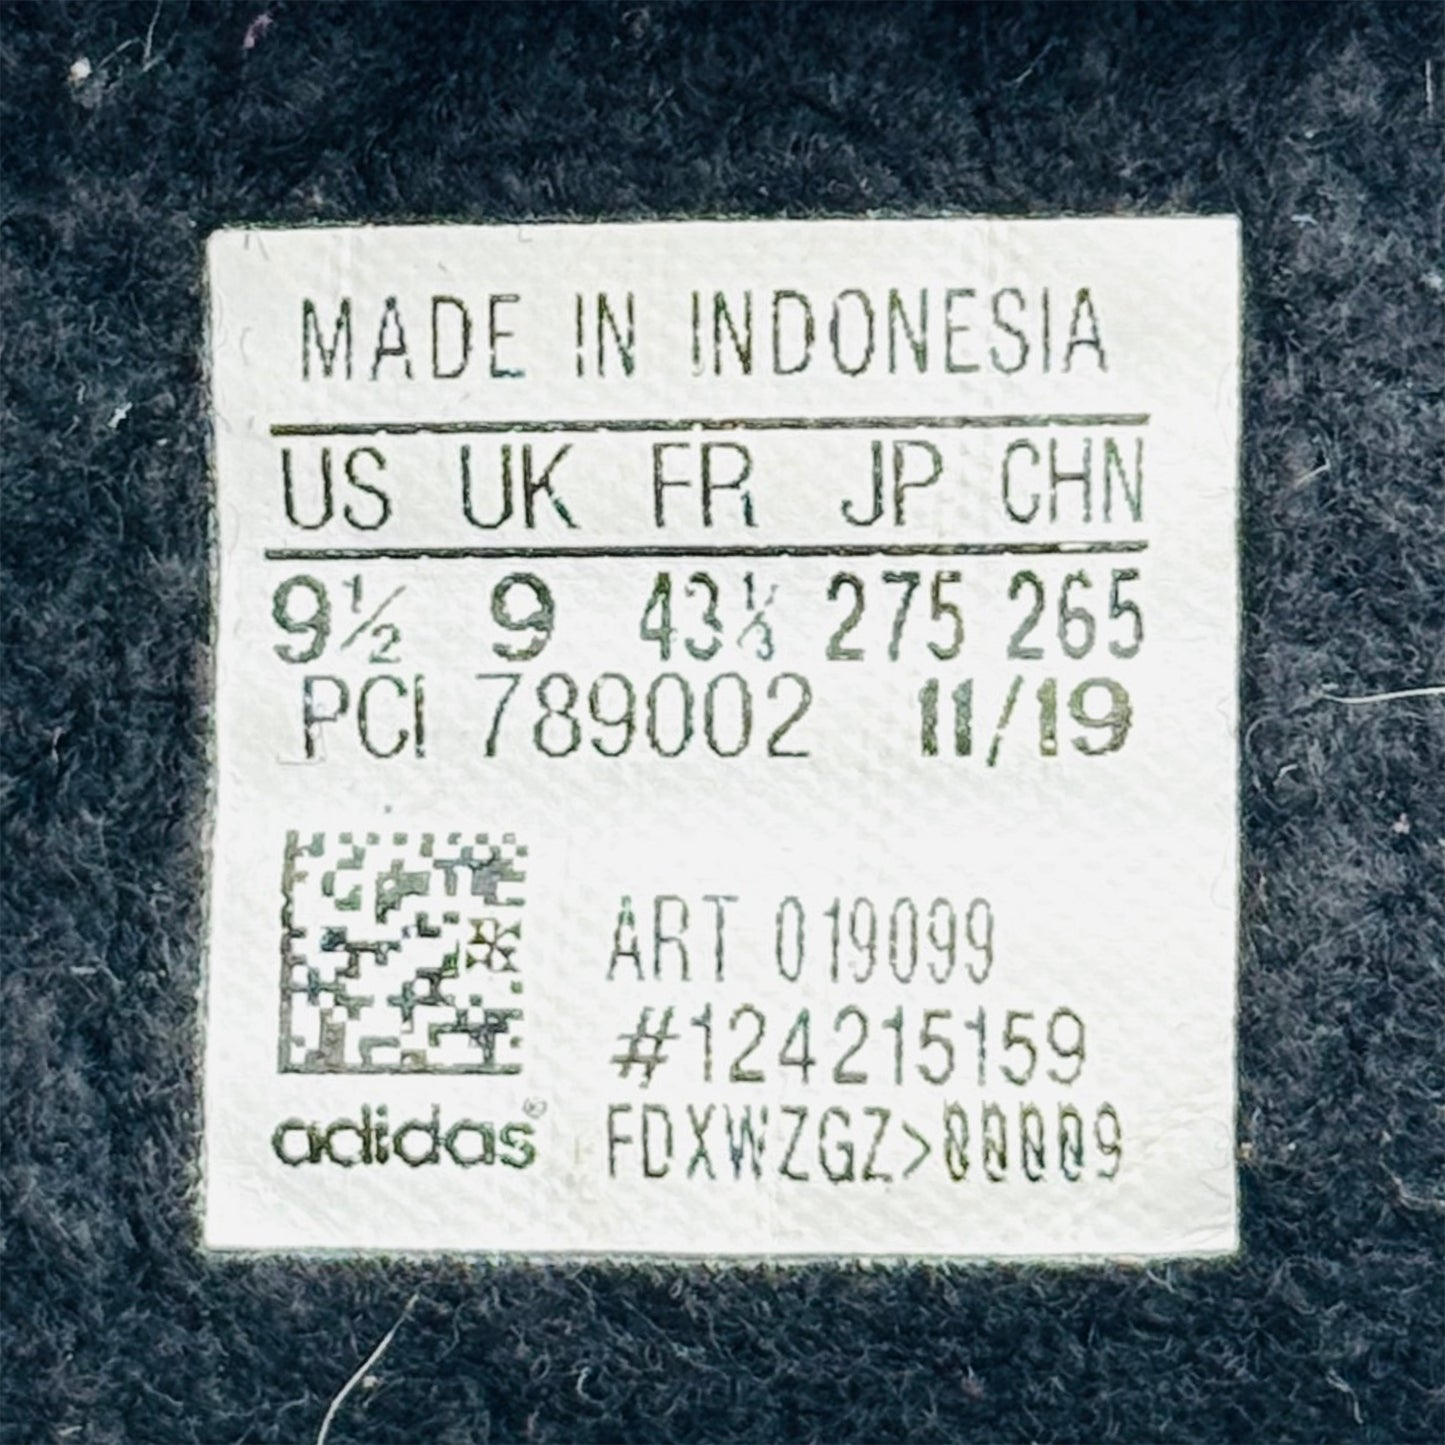 MADE IN INDONESIA
US UK FR JP CHN
9½ 9 43⅓ 275 265
PCI 789002 11/19
ART 019099
#124215159
adidas® FDXWZGZ>00009